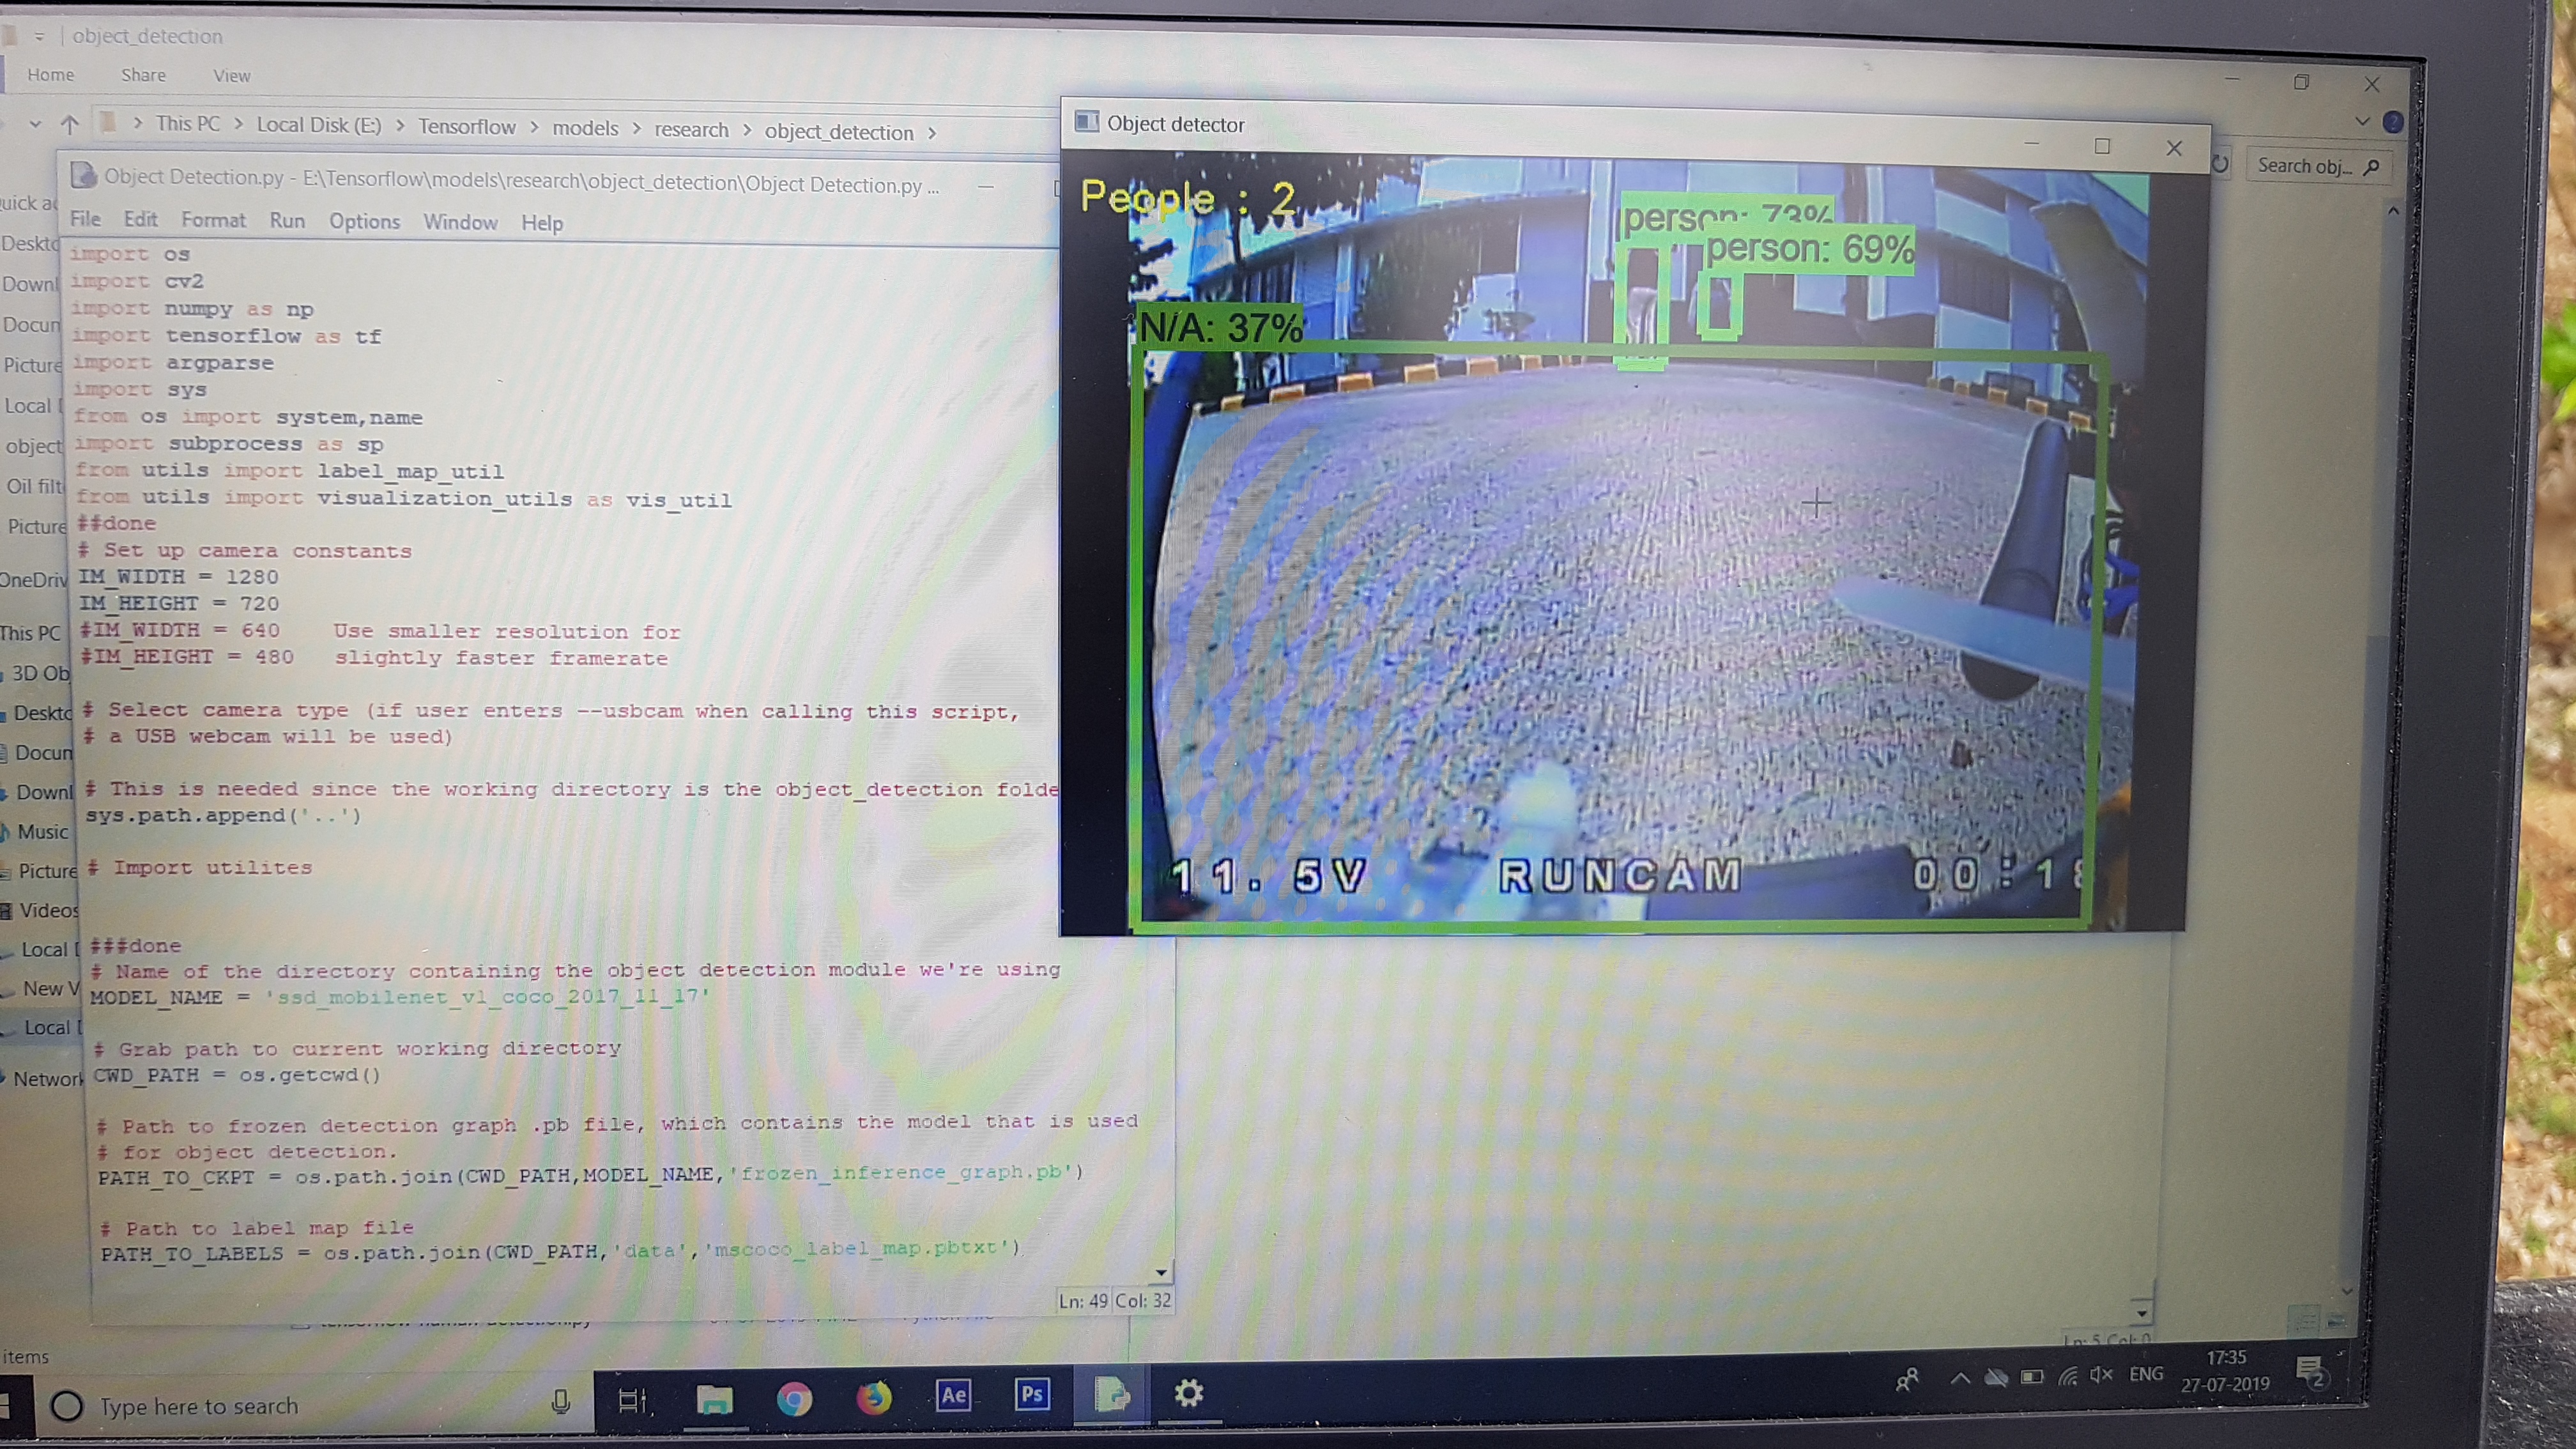 object_detection
Home Share View
This PC > Local Disk (E:) > Tensorflow > models > research > object_detection >
Search obj...
Object Detection.py - E:\Tensorflow\models\research\object_detection\Object Detection.py ...
File Edit Format Run Options Window Help
import os
import cv2
import numpy as np
import tensorflow as tf
import argparse
import sys
from os import system,name
import subprocess as sp
from utils import label_map_util
from utils import visualization_utils as vis_util
##done
# Set up camera constants
IM_WIDTH = 1280
IM_HEIGHT = 720
#IM_WIDTH = 640 Use smaller resolution for
#IM_HEIGHT = 480 slightly faster framerate
# Select camera type (if user enters --usbcam when calling this script,
# a USB webcam will be used)
# This is needed since the working directory is the object_detection folde
sys.path.append('..')
# Import utilites
###done
# Name of the directory containing the object detection module we're using
MODEL_NAME = 'ssd_mobilenet_v1_coco_2017_11_17'
# Grab path to current working directory
CWD_PATH = os.getcwd()
# Path to frozen detection graph .pb file, which contains the model that is used
# for object detection.
PATH_TO_CKPT = os.path.join(CWD_PATH,MODEL_NAME,'frozen_inference_graph.pb')
# Path to label map file
PATH_TO_LABELS = os.path.join(CWD_PATH,'data','mscoco_label_map.pbtxt')
Ln: 49 Col: 32
uick ac
Deskto
Downl
Docun
Picture
Local
object
Oil filt
Picture
OneDriv
This PC
3D Ob
Deskto
Docun
Downl
Music
Picture
Videos
Local
New V
Local
Network
items
Object detector
People : 2
person: 73%
person: 69%
N/A: 37%
11.5V RUNCAM 00:18
Ln: 5 Col: 0
Type here to search
Ae
Ps
ENG
17:35
27-07-2019
2